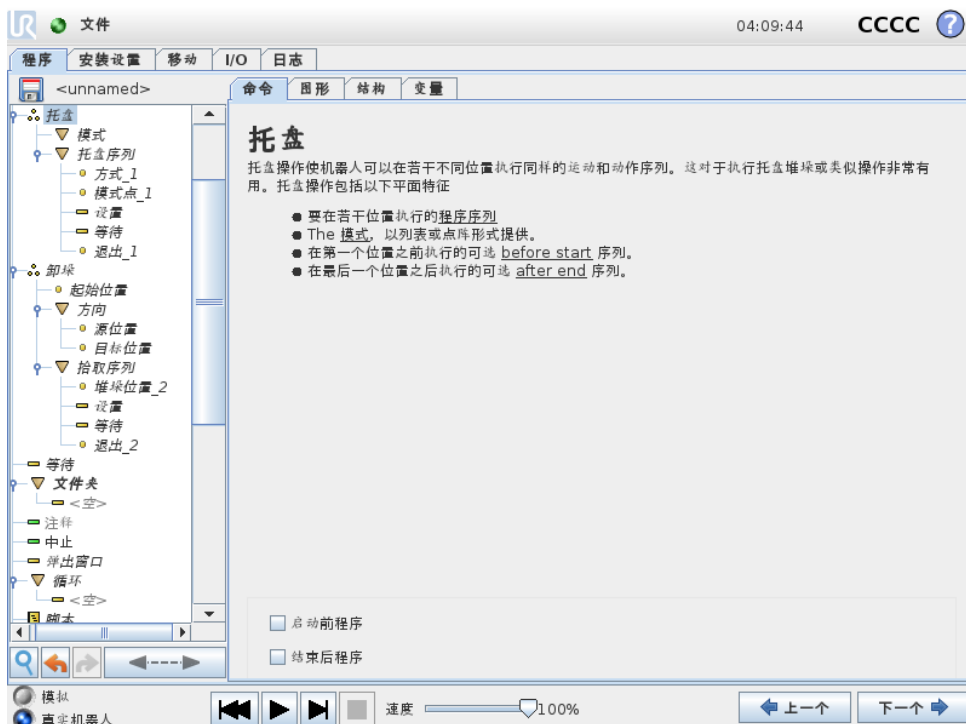 UR 文件 04:09:44 CCCC ?
程序 安装设置 移动 I/O 日志
<unnamed>
命令 图形 结构 变量
托盘
模式
托盘序列
方式_1
模式点_1
设置
等待
退出_1
卸垛
起始位置
方向
源位置
目标位置
拾取序列
堆垛位置_2
设置
等待
退出_2
等待
文件夹
<空>
注释
中止
弹出窗口
循环
<空>
脚本
托盘
托盘操作使机器人可以在若干不同位置执行同样的运动和动作序列。这对于执行托盘堆垛或类似操作非常有
用。托盘操作包括以下平面特征
● 要在若干位置执行的程序序列
● The 模式，以列表或点阵形式提供。
● 在第一个位置之前执行的可选 before start 序列。
● 在最后一个位置之后执行的可选 after end 序列。
启动前程序
结束后程序
模拟
真实机器人
速度 100%
上一个 下一个